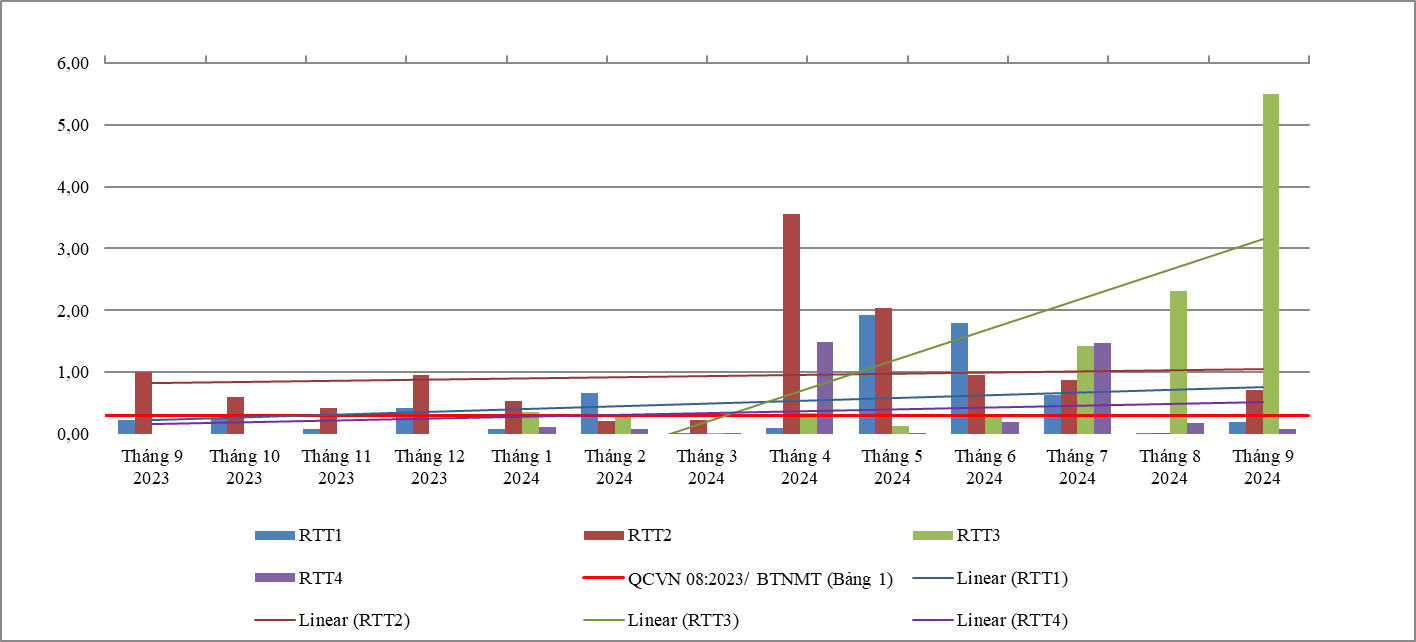 6,00
5,00
4,00
3,00
2,00
1,00
0,00
Tháng 9 Tháng 10 Tháng 11 Tháng 12 Tháng 1 Tháng 2 Tháng 3 Tháng 4 Tháng 5 Tháng 6 Tháng 7 Tháng 8 Tháng 9
2023 2023 2023 2023 2024 2024 2024 2024 2024 2024 2024 2024 2024
RTT1 RTT2 RTT3
RTT4 QCVN 08:2023/ BTNMT (Bảng 1) Linear (RTT1)
Linear (RTT2) Linear (RTT3) Linear (RTT4)